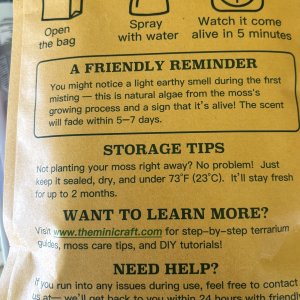 Open
the bag
Spray
with water
Watch it come
alive in 5 minutes
A FRIENDLY REMINDER
You might notice a light earthy smell during the first
misting — this is natural algae from the moss's
growing process and a sign that it's alive! The scent
will fade within 5–7 days.
STORAGE TIPS
Not planting your moss right away? No problem! Just
keep it sealed, dry, and under 73°F (23°C). It'll stay fresh
for up to 2 months.
WANT TO LEARN MORE?
Visit www.theminicraft.com for step-by-step terrarium
guides, moss care tips, and DIY tutorials!
NEED HELP?
If you run into any issues during use, feel free to contact
us at— we'll get back to you within 24 hours with friendly